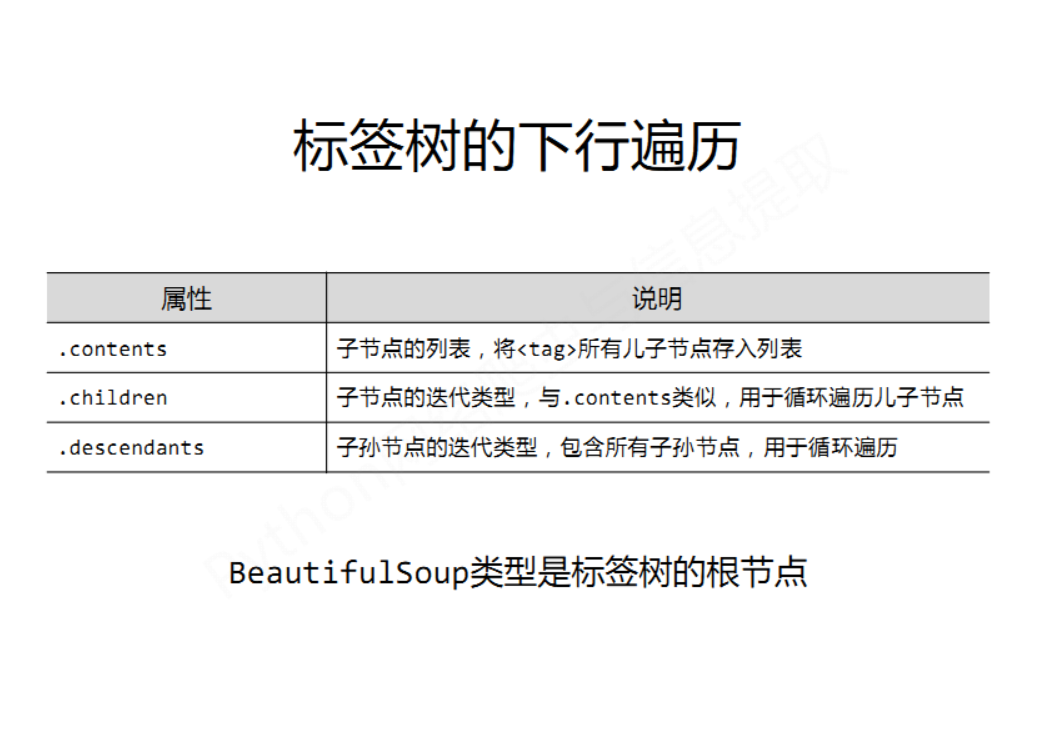 标签树的下行遍历
属性 说明
.contents 子节点的列表，将<tag>所有儿子节点存入列表
.children 子节点的迭代类型，与.contents类似，用于循环遍历儿子节点
.descendants 子孙节点的迭代类型，包含所有子孙节点，用于循环遍历
BeautifulSoup类型是标签树的根节点